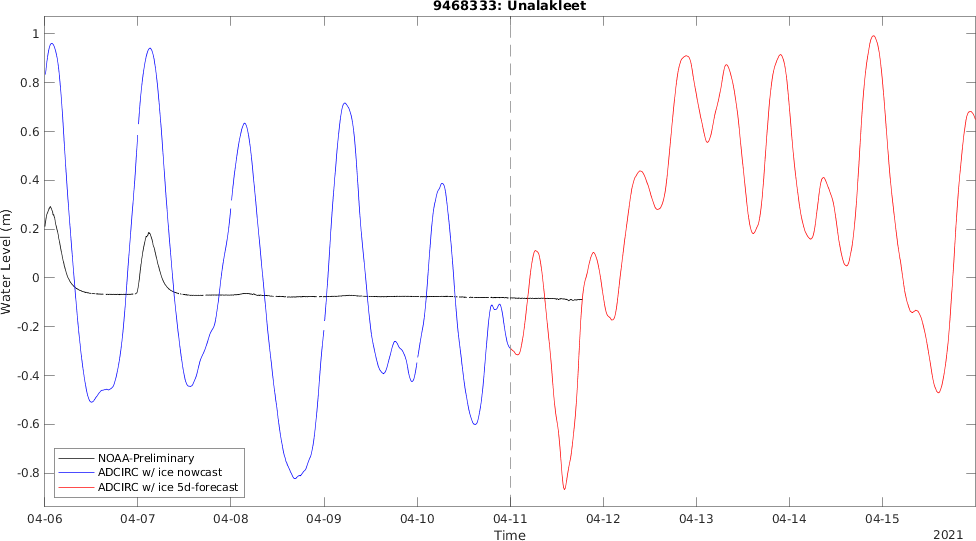 9468333: Unalakleet
1
0.8
0.6
0.4
0.2
0
-0.2
-0.4
-0.6
-0.8
Water Level (m)
NOAA-Preliminary
ADCIRC w/ ice nowcast
ADCIRC w/ ice 5d-forecast
04-06 04-07 04-08 04-09 04-10 04-11 04-12 04-13 04-14 04-15
Time
2021